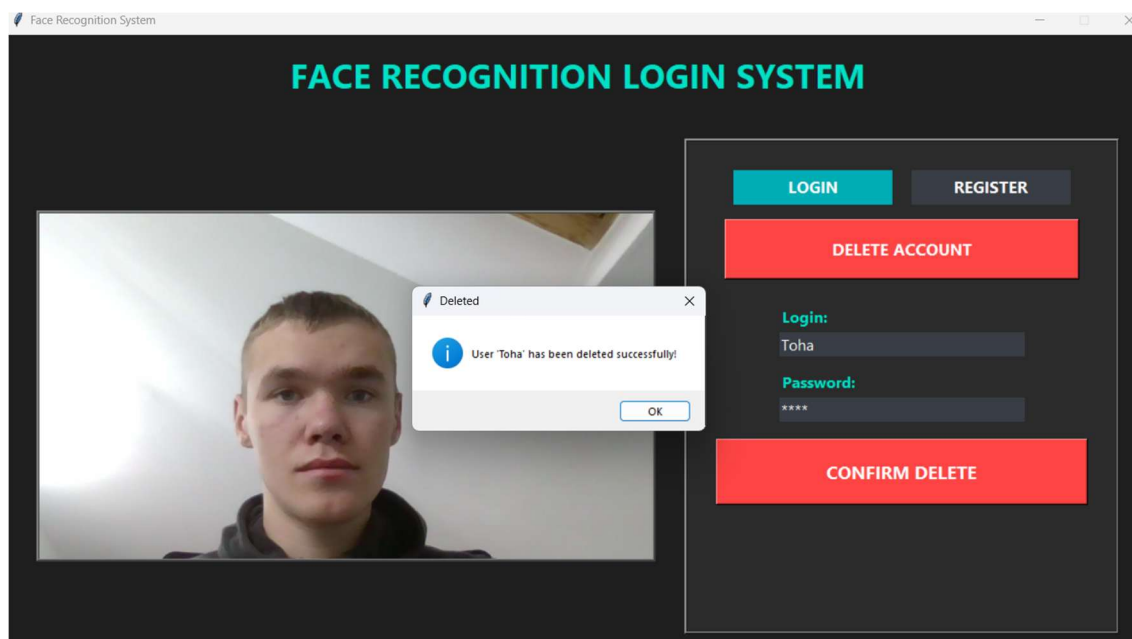 Face Recognition System
FACE RECOGNITION LOGIN SYSTEM
LOGIN
REGISTER
DELETE ACCOUNT
Deleted
User 'Toha' has been deleted successfully!
OK
Login:
Toha
Password:
****
CONFIRM DELETE